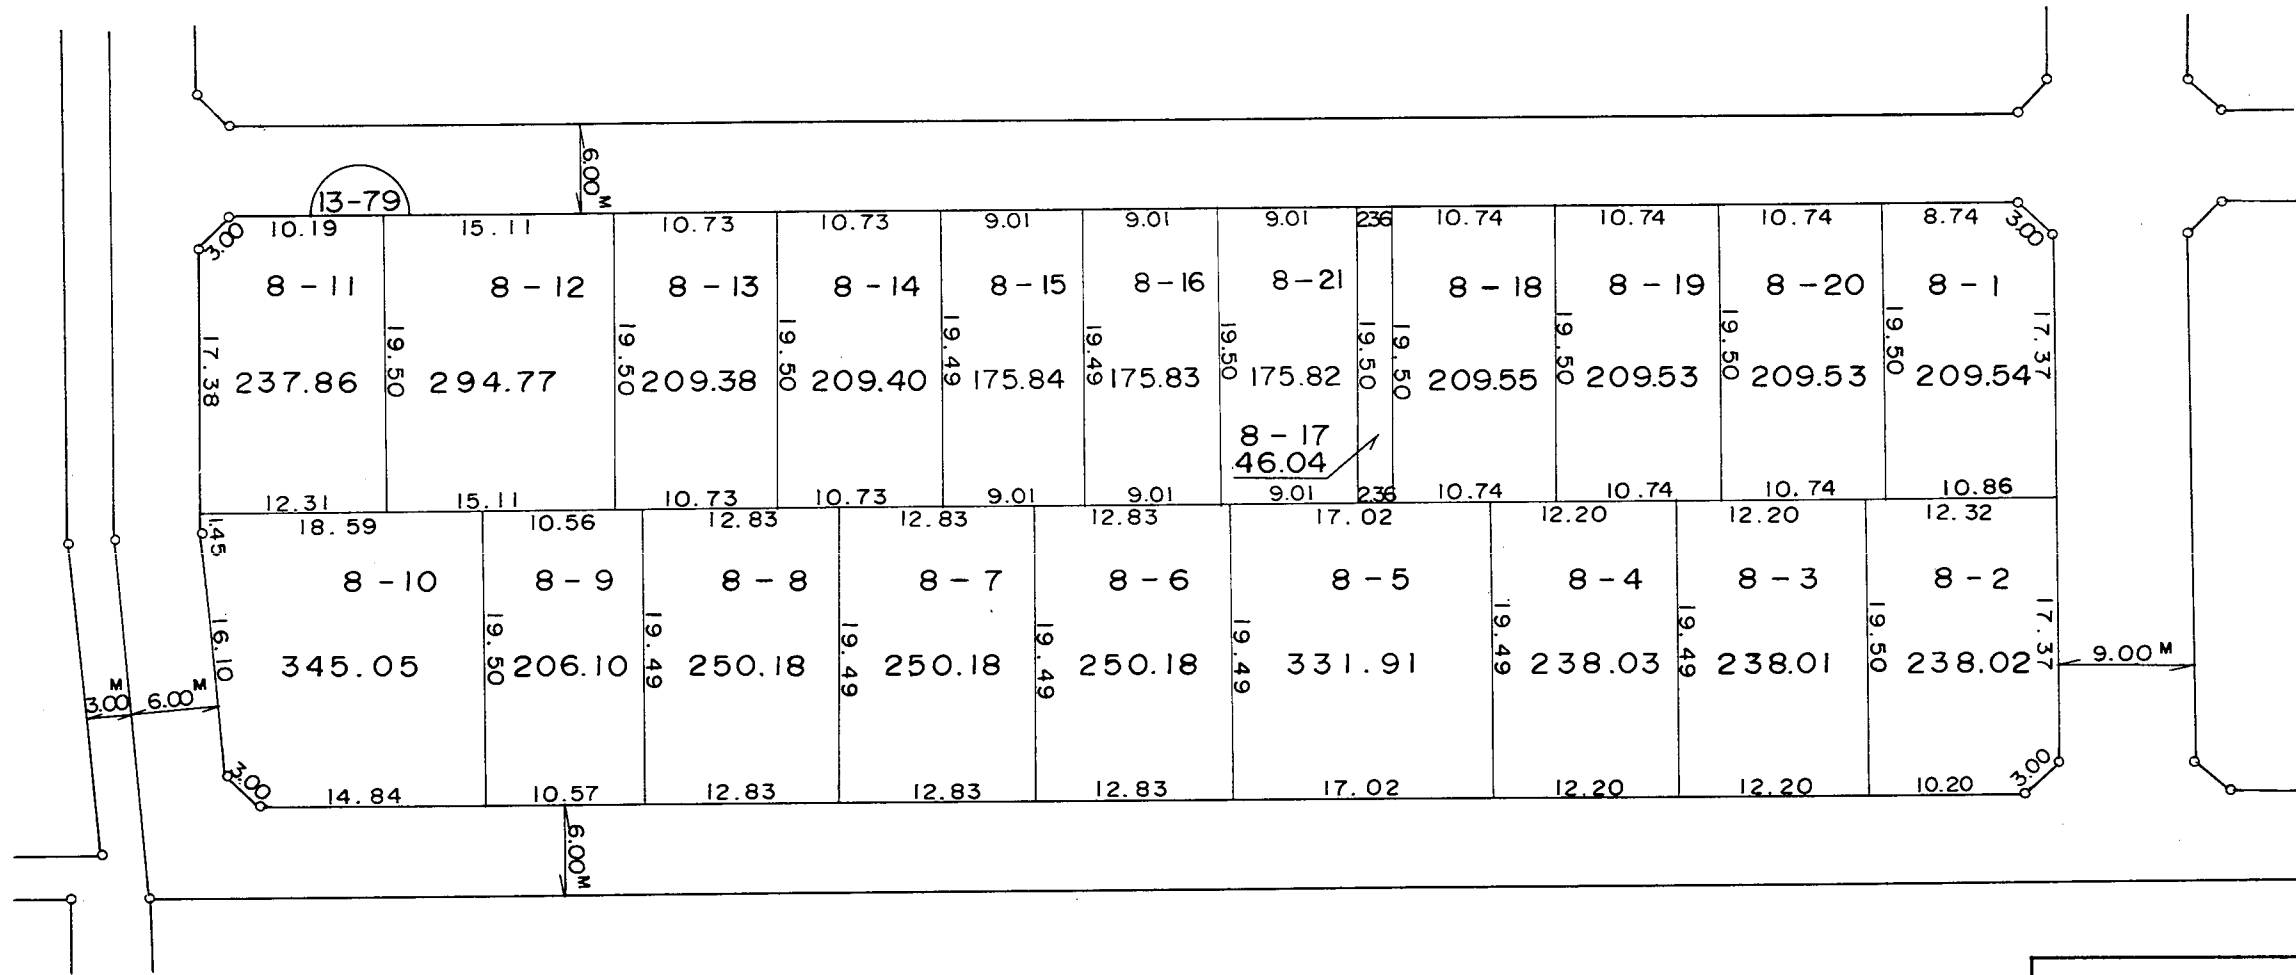 6.00M
13-79
10.19 15.11 10.73 10.73 9.01 9.01 9.01 2.36 10.74 10.74 10.74 8.74
3.00 3.00
8-11 8-12 8-13 8-14 8-15 8-16 8-21 8-18 8-19 8-20 8-1
17.38 19.50 19.50 19.50 19.49 19.49 19.50 19.50 19.50 19.50 19.50 19.50 17.37
237.86 294.77 209.38 209.40 175.84 175.83 175.82 209.55 209.53 209.53 209.54
8-17
46.04
12.31 15.11 10.73 10.73 9.01 9.01 9.01 2.36 10.74 10.74 10.74 10.86
18.59 10.56 12.83 12.83 12.83 17.02 12.20 12.20 12.32
1.45
8-10 8-9 8-8 8-7 8-6 8-5 8-4 8-3 8-2
16.10 19.50 19.49 19.49 19.49 19.49 19.49 19.49 19.50 17.37
345.05 206.10 250.18 250.18 250.18 331.91 238.03 238.01 238.02
3.00M 6.00M 9.00M
3.00 3.00
14.84 10.57 12.83 12.83 12.83 17.02 12.20 12.20 10.20
6.00M